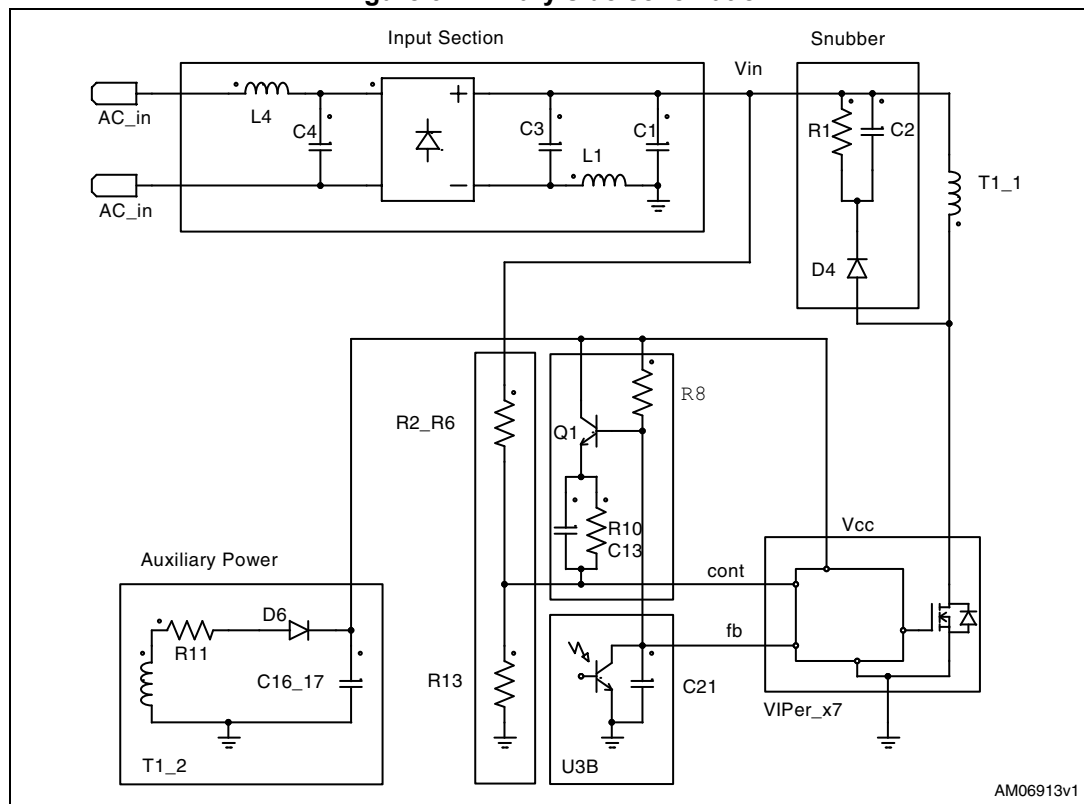 Input Section
Snubber
Vin
AC_in
L4
C4
+
C3
C1
R1
C2
L1
−
T1_1
AC_in
D4
R8
R2_R6
Q1
Vcc
R10
Auxiliary Power
C13
cont
D6
R11
fb
C16_17
R13
C21
VIPer_x7
T1_2
U3B
AM06913v1